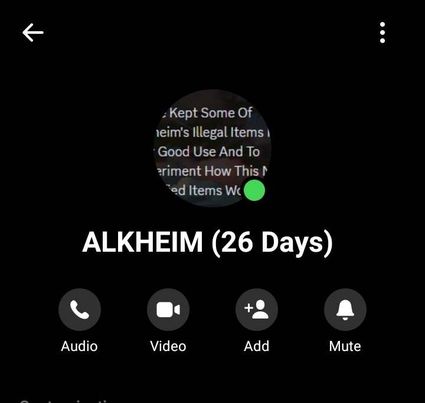 Kept Some Of
heim's Illegal Items
Good Use And To
eriment How This
ed Items Wo
ALKHEIM (26 Days)
Audio Video Add Mute